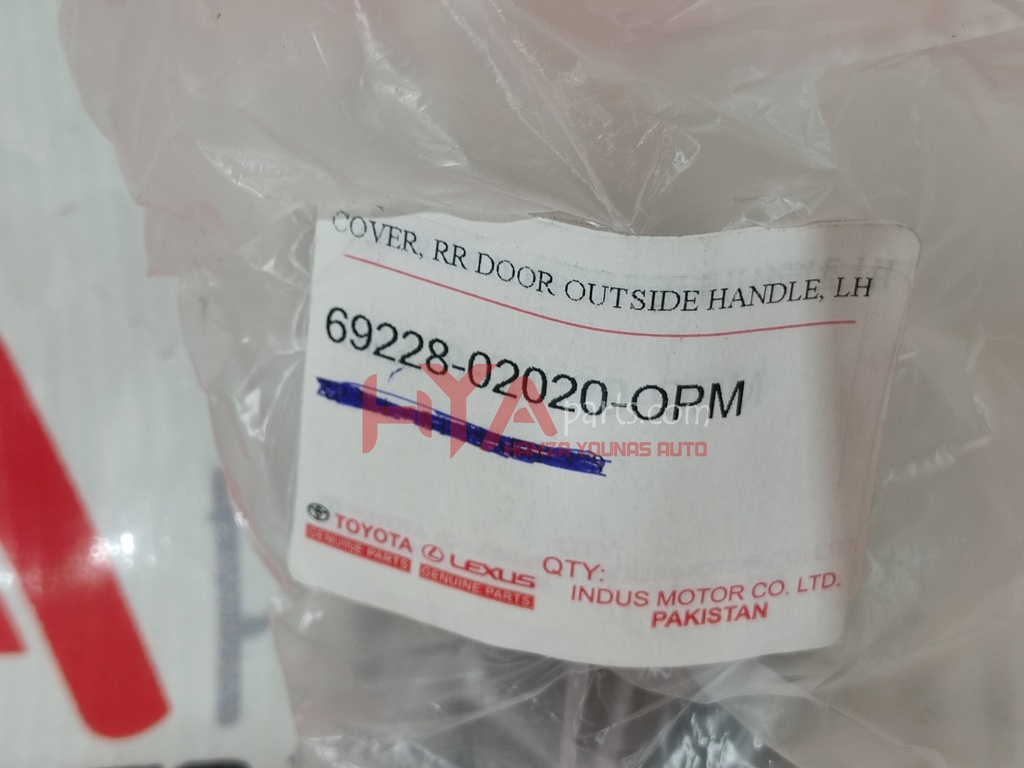 COVER, RR DOOR OUTSIDE HANDLE, LH
69228-02020-OPM
HYA parts.com
HAMZA YOUNAS AUTO
TOYOTA
GENUINE PARTS
LEXUS
GENUINE PARTS
QTY:
INDUS MOTOR CO. LTD.
PAKISTAN